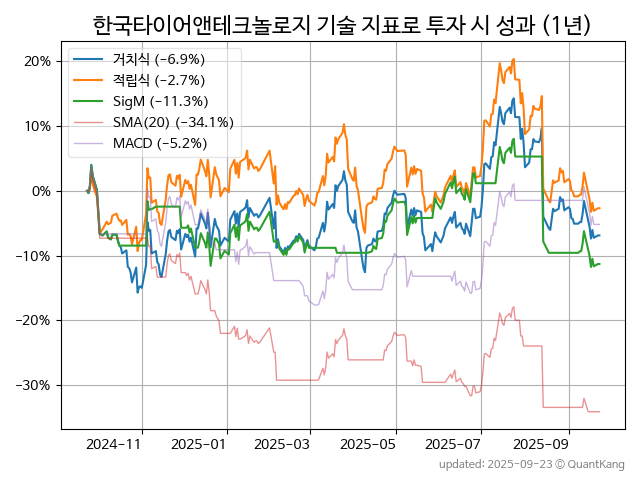 한국타이어앤테크놀로지 기술 지표로 투자 시 성과 (1년)
거치식 (−6.9%)
적립식 (−2.7%)
SigM (−11.3%)
SMA(20) (−34.1%)
MACD (−5.2%)
20%
10%
0%
−10%
−20%
−30%
2024-11
2025-01
2025-03
2025-05
2025-07
2025-09
updated: 2025-09-23 ⓒ QuantKang